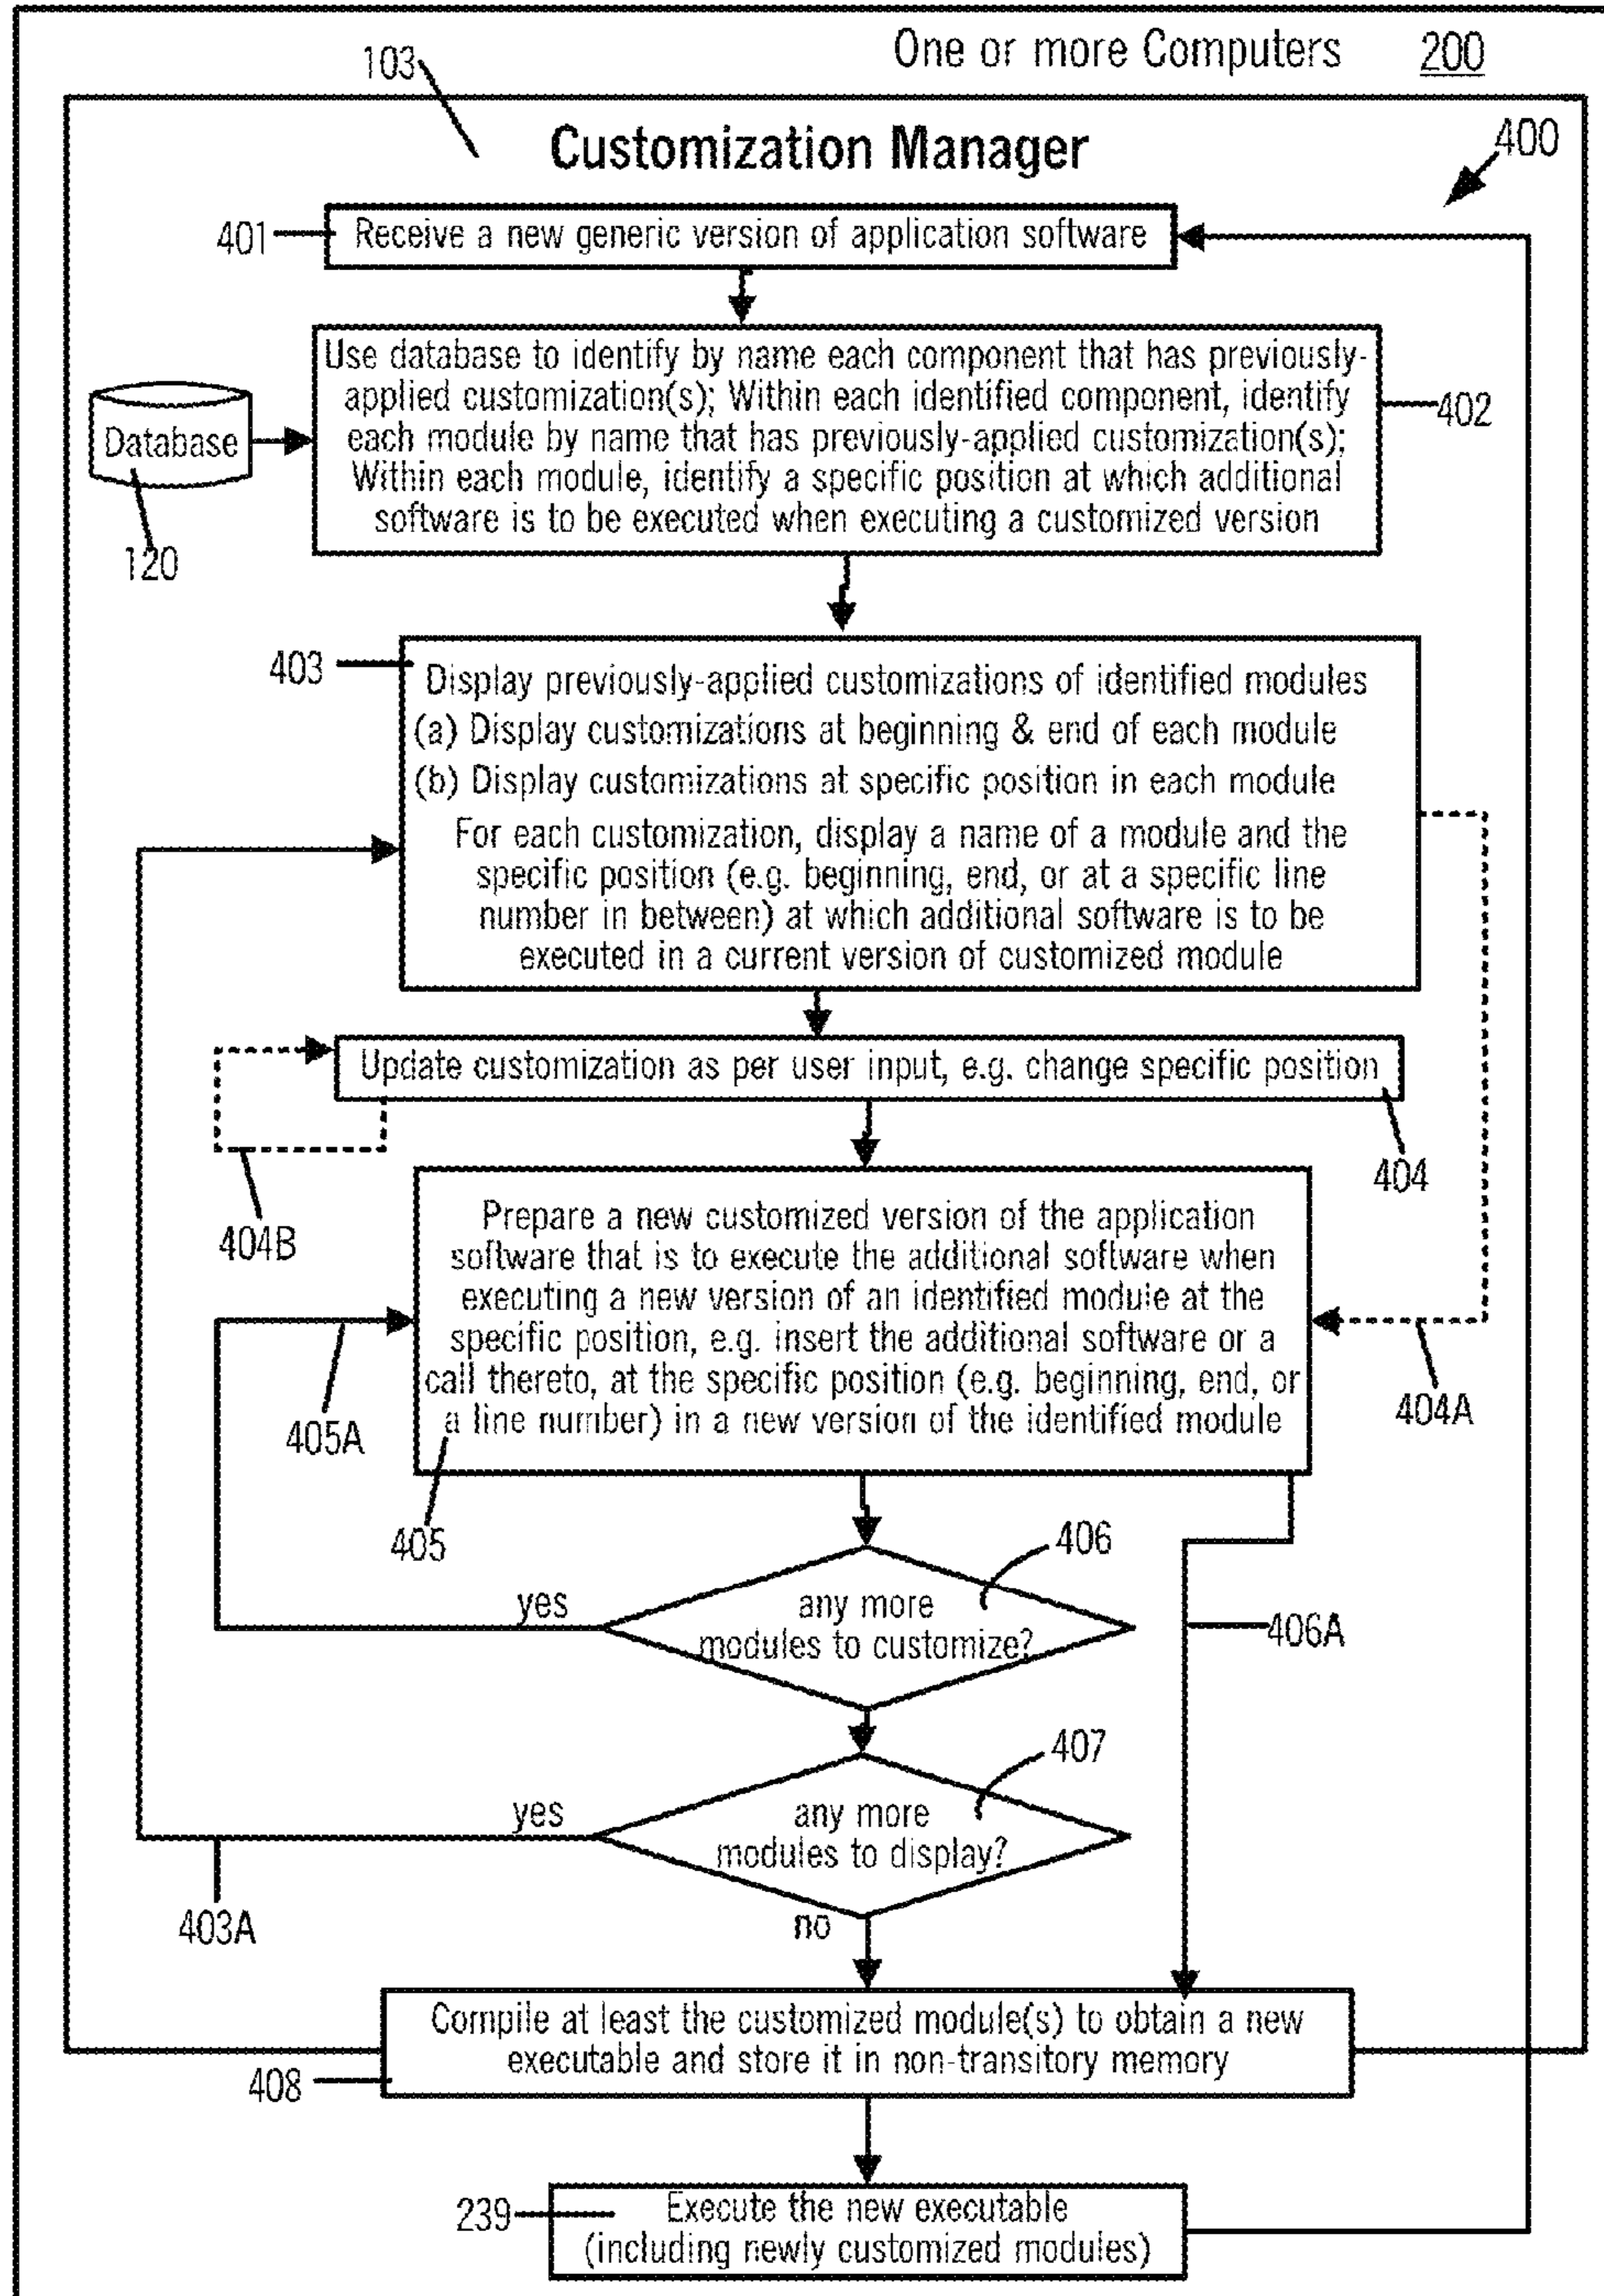 One or more Computers 200
103
Customization Manager
400
401
Receive a new generic version of application software
Use database to identify by name each component that has previously-
applied customization(s); Within each identified component, identify
each module by name that has previously-applied customization(s);
Within each module, identify a specific position at which additional
software is to be executed when executing a customized version
402
Database
120
403
Display previously-applied customizations of identified modules
(a) Display customizations at beginning & end of each module
(b) Display customizations at specific position in each module
For each customization, display a name of a module and the
specific position (e.g. beginning, end, or at a specific line
number in between) at which additional software is to be
executed in a current version of customized module
Update customization as per user input, e.g. change specific position
404
404B
Prepare a new customized version of the application
software that is to execute the additional software when
executing a new version of an identified module at the
specific position, e.g. insert the additional software or a
call thereto, at the specific position (e.g. beginning, end, or
a line number) in a new version of the identified module
404A
405A
405
406
yes
any more
modules to customize?
406A
407
yes
any more
modules to display?
403A
no
Compile at least the customized module(s) to obtain a new
executable and store it in non-transitory memory
408
239
Execute the new executable
(including newly customized modules)